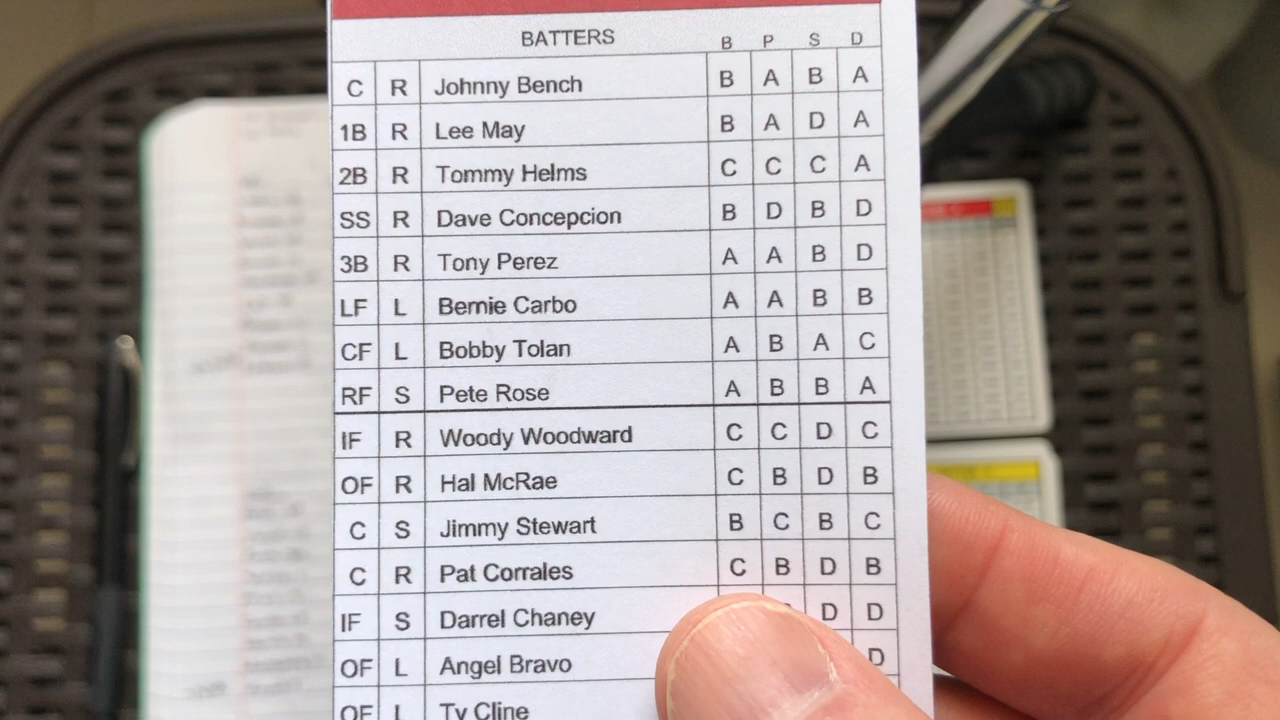 BATTERS B P S D
C R Johnny Bench B A B A
1B R Lee May B A D A
2B R Tommy Helms C C C A
SS R Dave Concepcion B D B D
3B R Tony Perez A A B D
LF L Bernie Carbo A A B B
CF L Bobby Tolan A B A C
RF S Pete Rose A B B A
IF R Woody Woodward C C D C
OF R Hal McRae C B D B
C S Jimmy Stewart B C B C
C R Pat Corrales C B D B
IF S Darrel Chaney D D
OF L Angel Bravo D
OF L Ty Cline